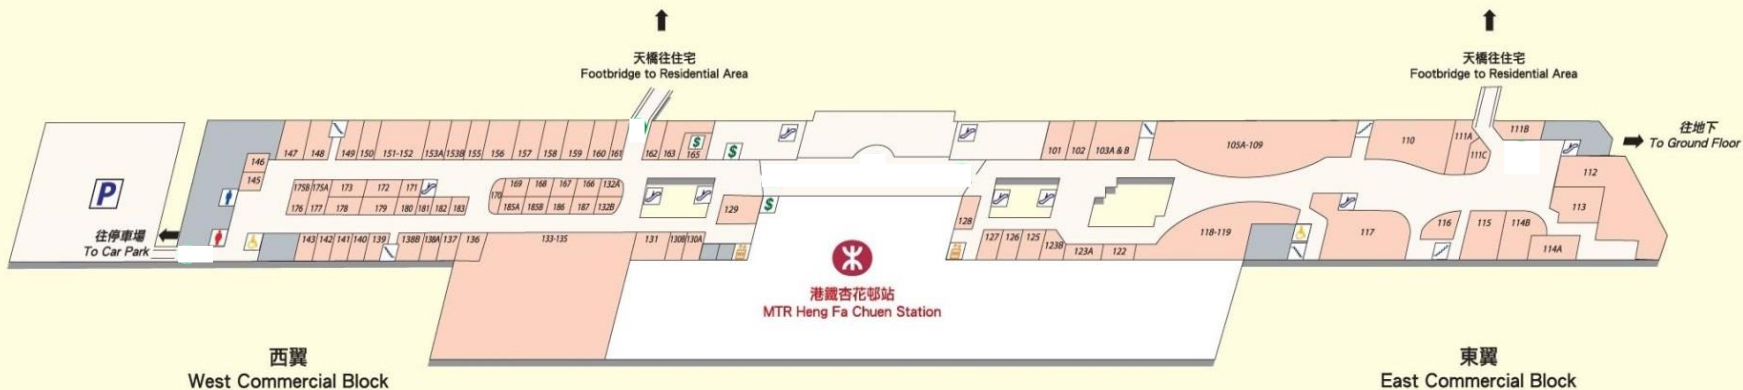 天橋往住宅
Footbridge to Residential Area
天橋往住宅
Footbridge to Residential Area
往地下
To Ground Floor
P
往停車場
To Car Park
146
145
147
148
149
150
151-152
153A
153B
155
156
157
158
159
160
161
162
163
165
$
$
$
101
102
103A & B
105A-109
110
111A
111B
111C
112
113
175B
175A
173
172
171
176
177
178
179
180
181
182
183
170
169
168
167
166
132A
185A
185B
186
187
132B
129
128
143
142
141
140
139
138B
138A
137
136
133-135
131
130B
130A
127
126
125
123B
123A
122
118-119
117
116
115
114B
114A
港鐵杏花邨站
MTR Heng Fa Chuen Station
西翼
West Commercial Block
東翼
East Commercial Block